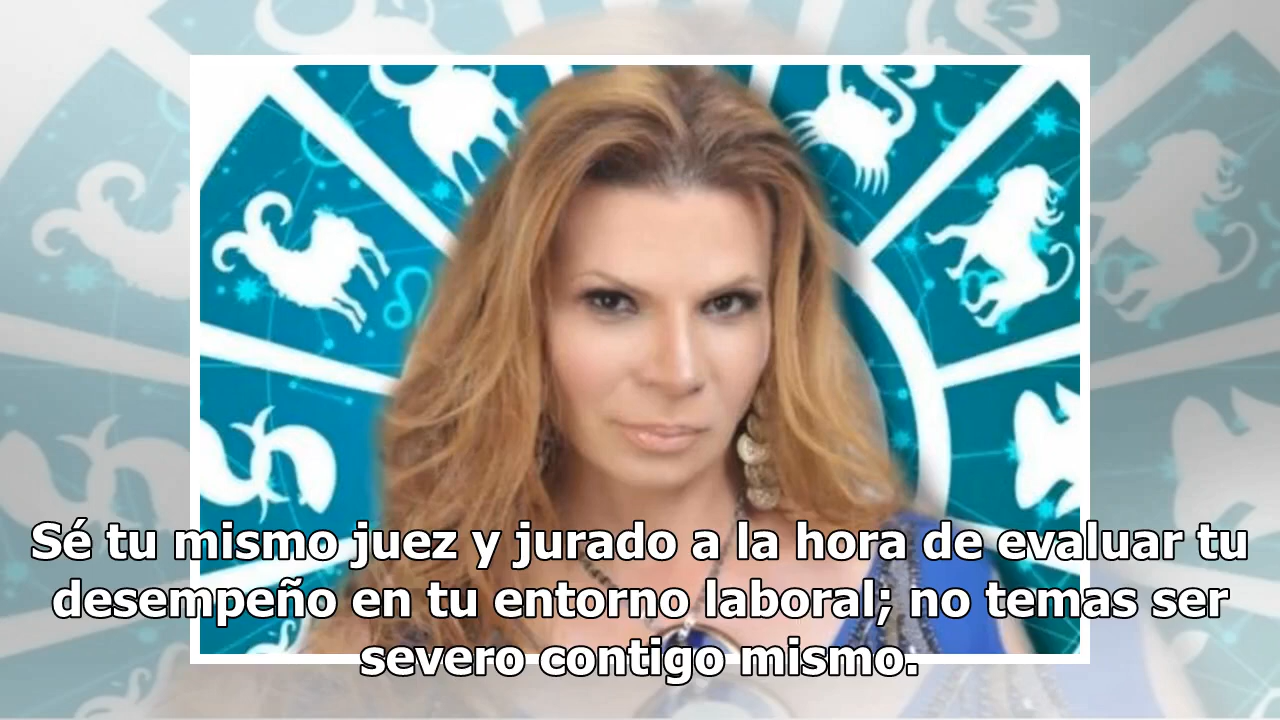 Sé tu mismo juez y jurado a la hora de evaluar tu
desempeño en tu entorno laboral; no temas ser
severo contigo mismo.